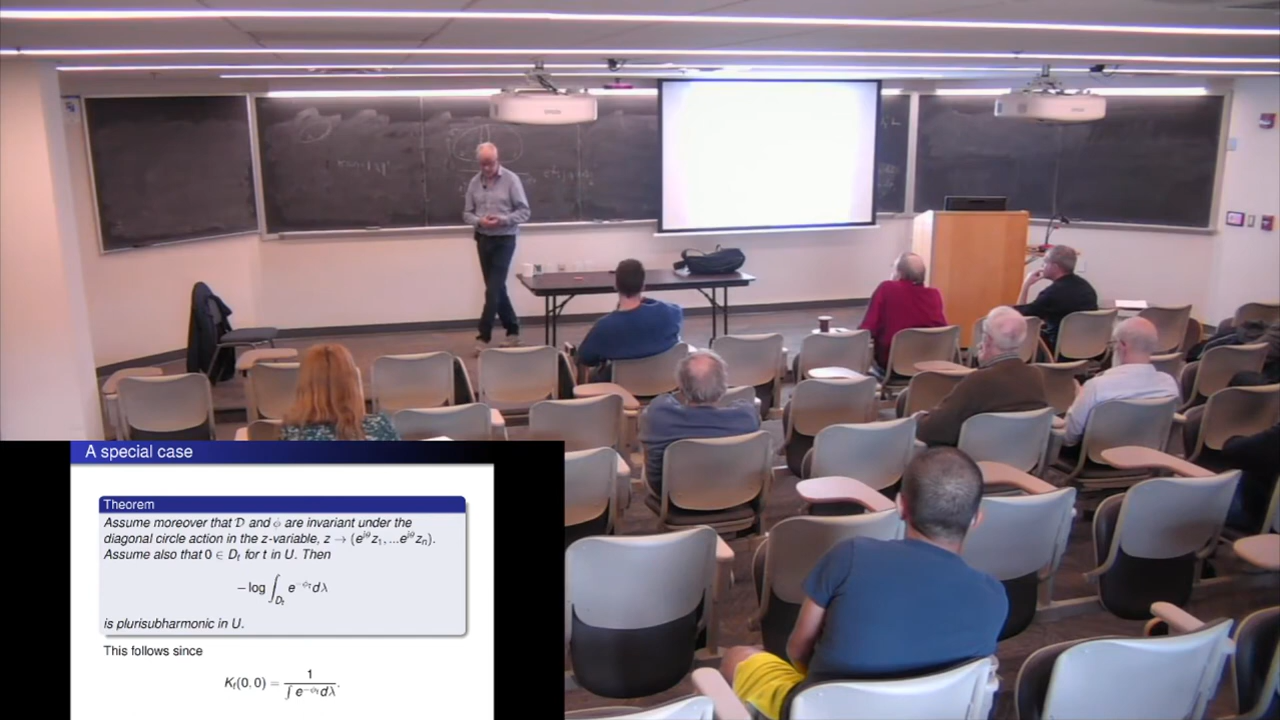 A special case
Theorem
Assume moreover that D and ϕ are invariant under the
diagonal circle action in the z-variable, z → (e^{iθ}z_1, ...e^{iθ}z_n).
Assume also that 0 ∈ D_t for t in U. Then
− log ∫_{D_t} e^{−ϕ_t} dλ
is plurisubharmonic in U.
This follows since
K_t(0, 0) = 1 / ∫ e^{−ϕ_t} dλ.